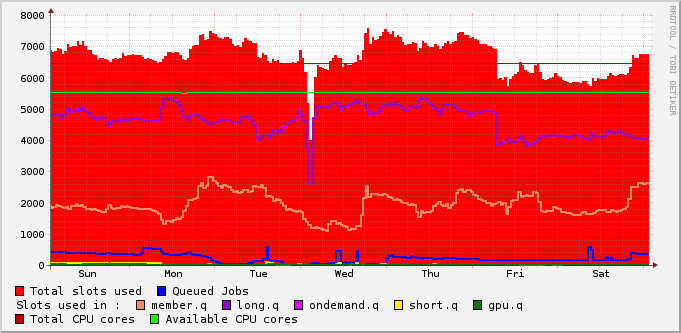 8000
7000
6000
5000
4000
3000
2000
1000
0
Sun Mon Tue Wed Thu Fri Sat
RRDTOOL / TOBI OETIKER
Total slots used Queued Jobs
Slots used in : member.q long.q ondemand.q short.q gpu.q
Total CPU cores Available CPU cores